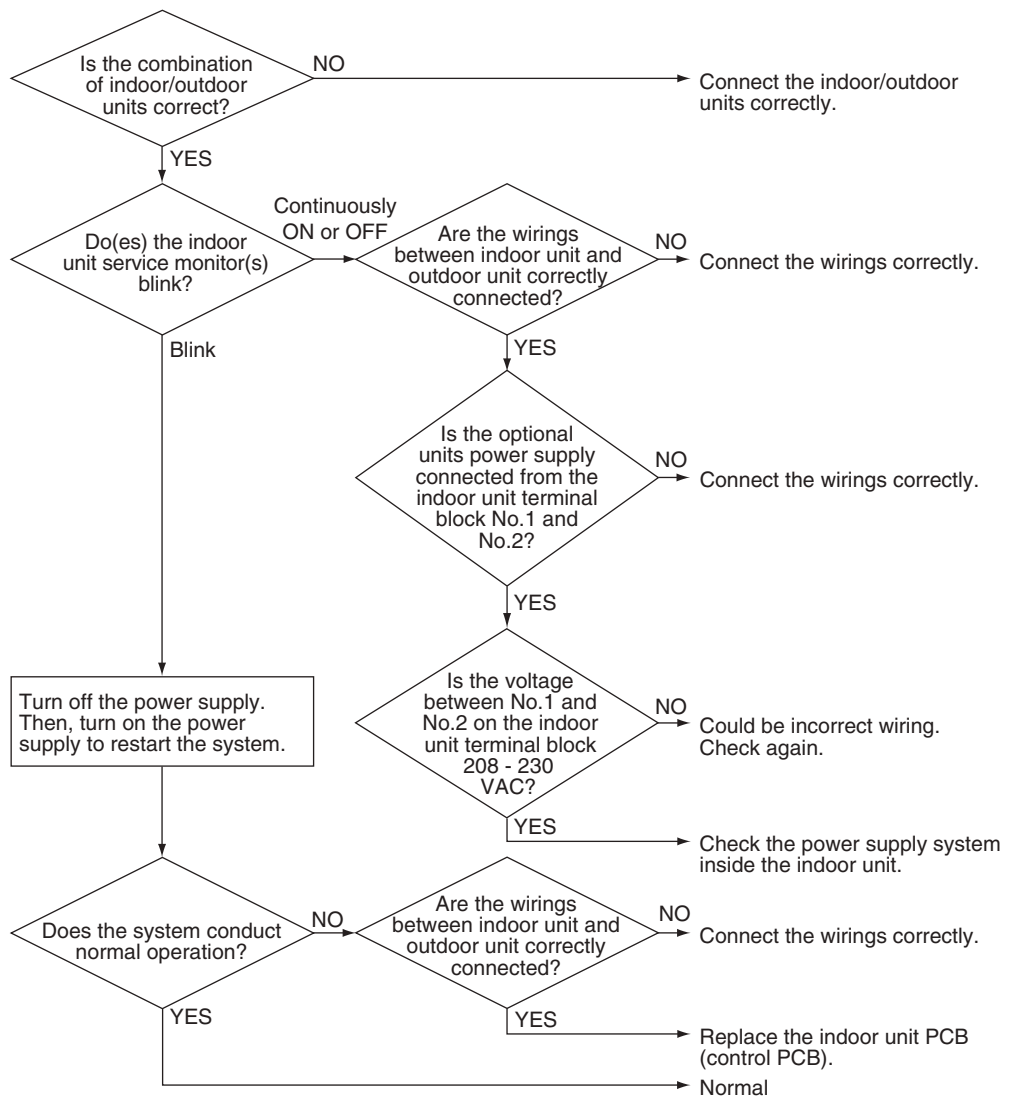 Is the combination
of indoor/outdoor
units correct?
NO
Connect the indoor/outdoor
units correctly.
YES
Do(es) the indoor
unit service monitor(s)
blink?
Continuously
ON or OFF
Are the wirings
between indoor unit and
outdoor unit correctly
connected?
NO
Connect the wirings correctly.
Blink
YES
Is the optional
units power supply
connected from the
indoor unit terminal
block No.1 and
No.2?
NO
Connect the wirings correctly.
YES
Is the voltage
between No.1 and
No.2 on the indoor
unit terminal block
208 - 230
VAC?
NO
Could be incorrect wiring.
Check again.
YES
Check the power supply system
inside the indoor unit.
Turn off the power supply.
Then, turn on the power
supply to restart the system.
Does the system conduct
normal operation?
NO
Are the wirings
between indoor unit and
outdoor unit correctly
connected?
NO
Connect the wirings correctly.
YES
Replace the indoor unit PCB
(control PCB).
YES
Normal